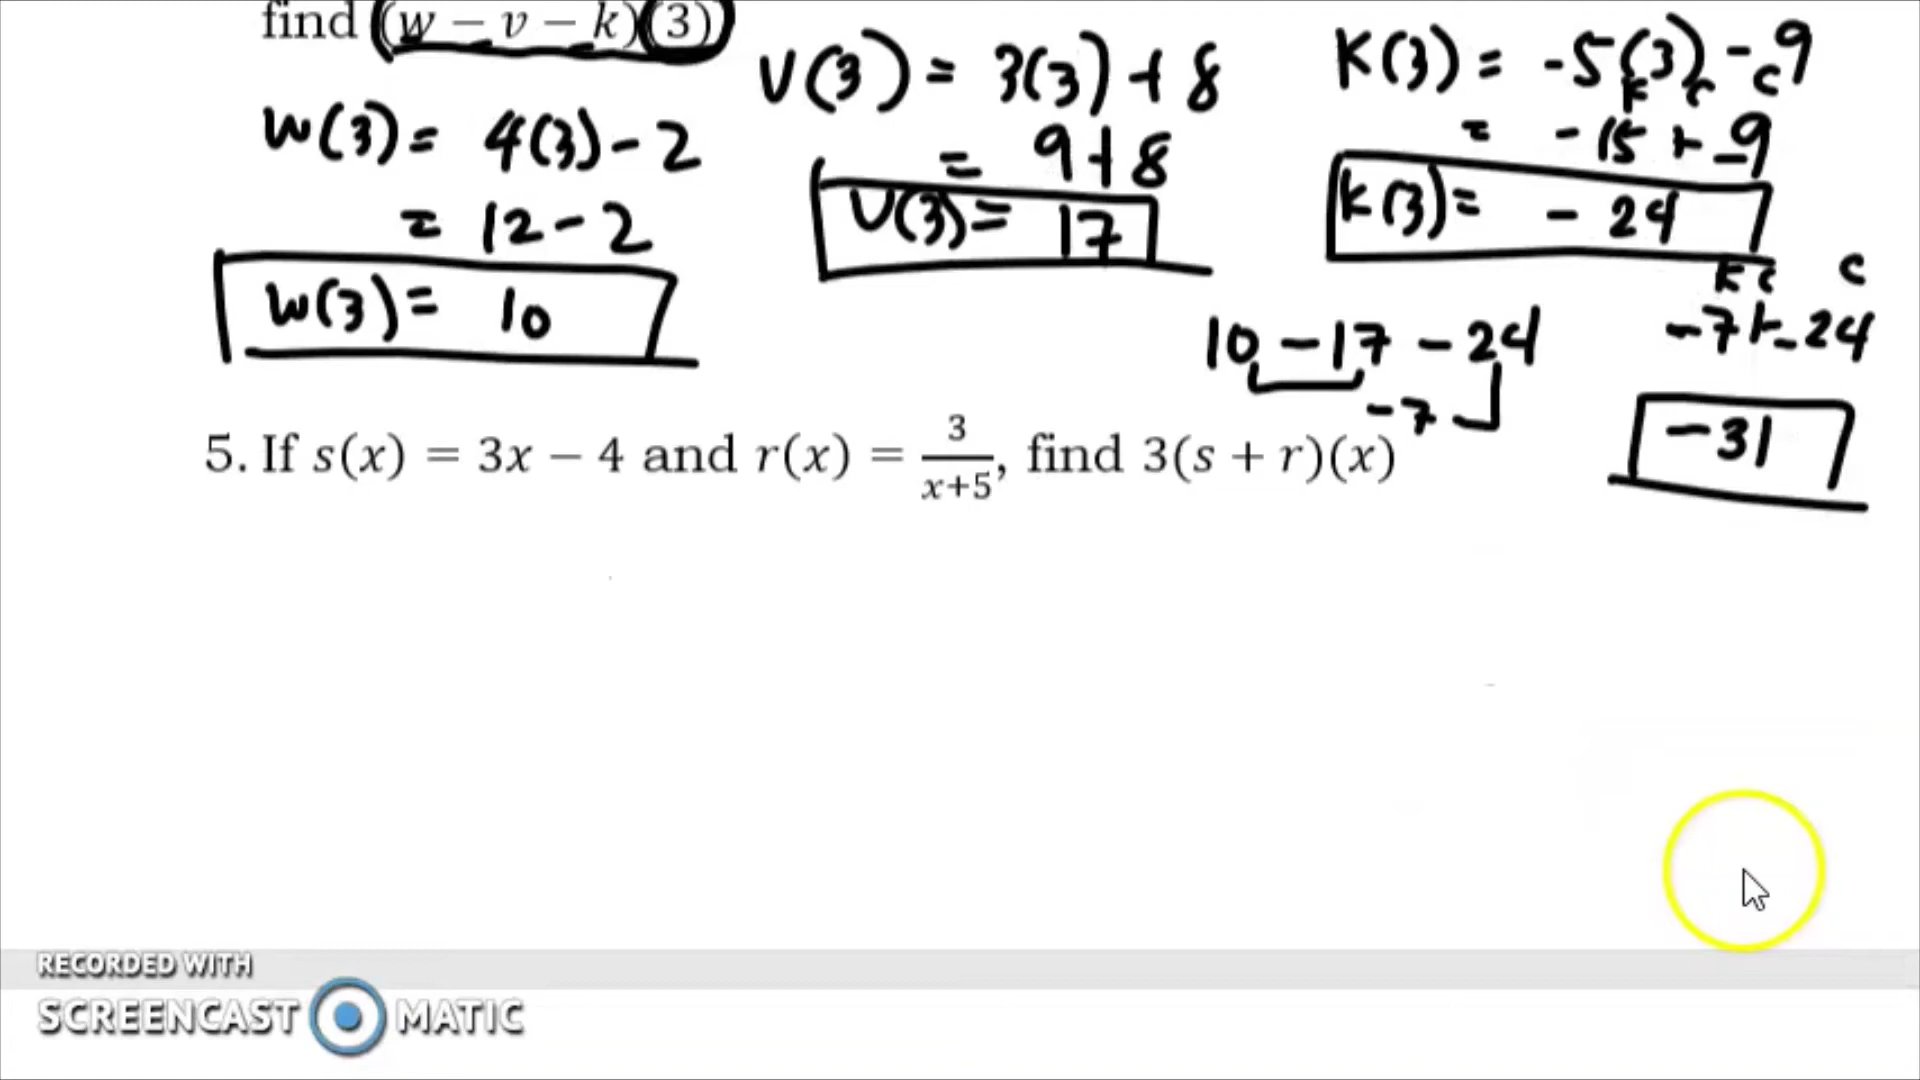 find (w − v − k)(3)
w(3) = 4(3) - 2
= 12 - 2
w(3) = 10
V(3) = 3(3) + 8
= 9 + 8
V(3) = 17
K(3) = -5(3) - 9
K C C
= -15 + -9
k(3) = - 24
10 - 17 - 24
-7
K C C
-7 + - 24
-31
5. If s(x) = 3x − 4 and r(x) = 3/(x+5), find 3(s + r)(x)
RECORDED WITH
SCREENCAST MATIC